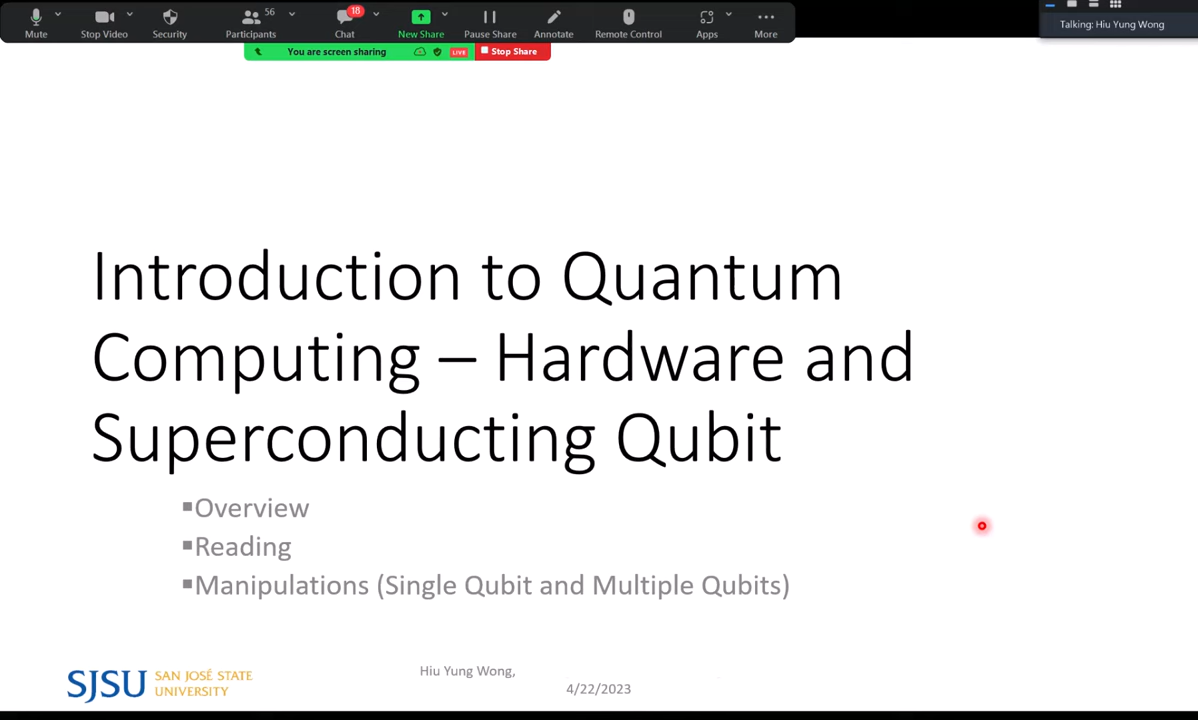 Mute
Stop Video
Security
56
Participants
18
Chat
New Share
Pause Share
Annotate
Remote Control
Apps
More
Talking: Hiu Yung Wong
You are screen sharing
LIVE
Stop Share
Introduction to Quantum
Computing – Hardware and
Superconducting Qubit
▪Overview
▪Reading
▪Manipulations (Single Qubit and Multiple Qubits)
SJSU SAN JOSÉ STATE
UNIVERSITY
Hiu Yung Wong,
4/22/2023